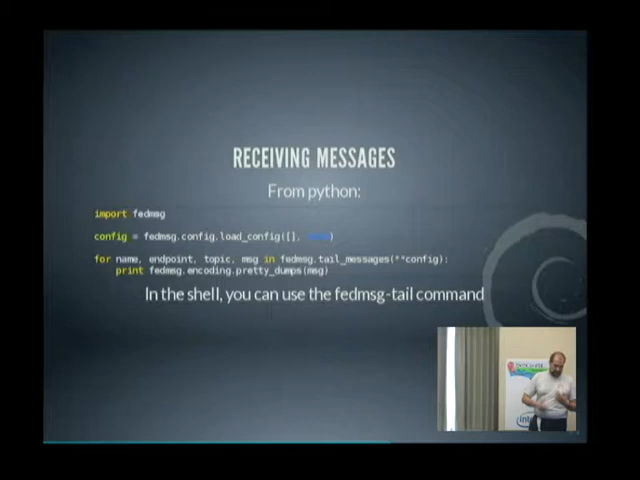 RECEIVING MESSAGES
From python:
import fedmsg
config = fedmsg.config.load_config([], )
for name, endpoint, topic, msg in fedmsg.tail_messages(**config):
print fedmsg.encoding.pretty_dumps(msg)
In the shell, you can use the fedmsg-tail command